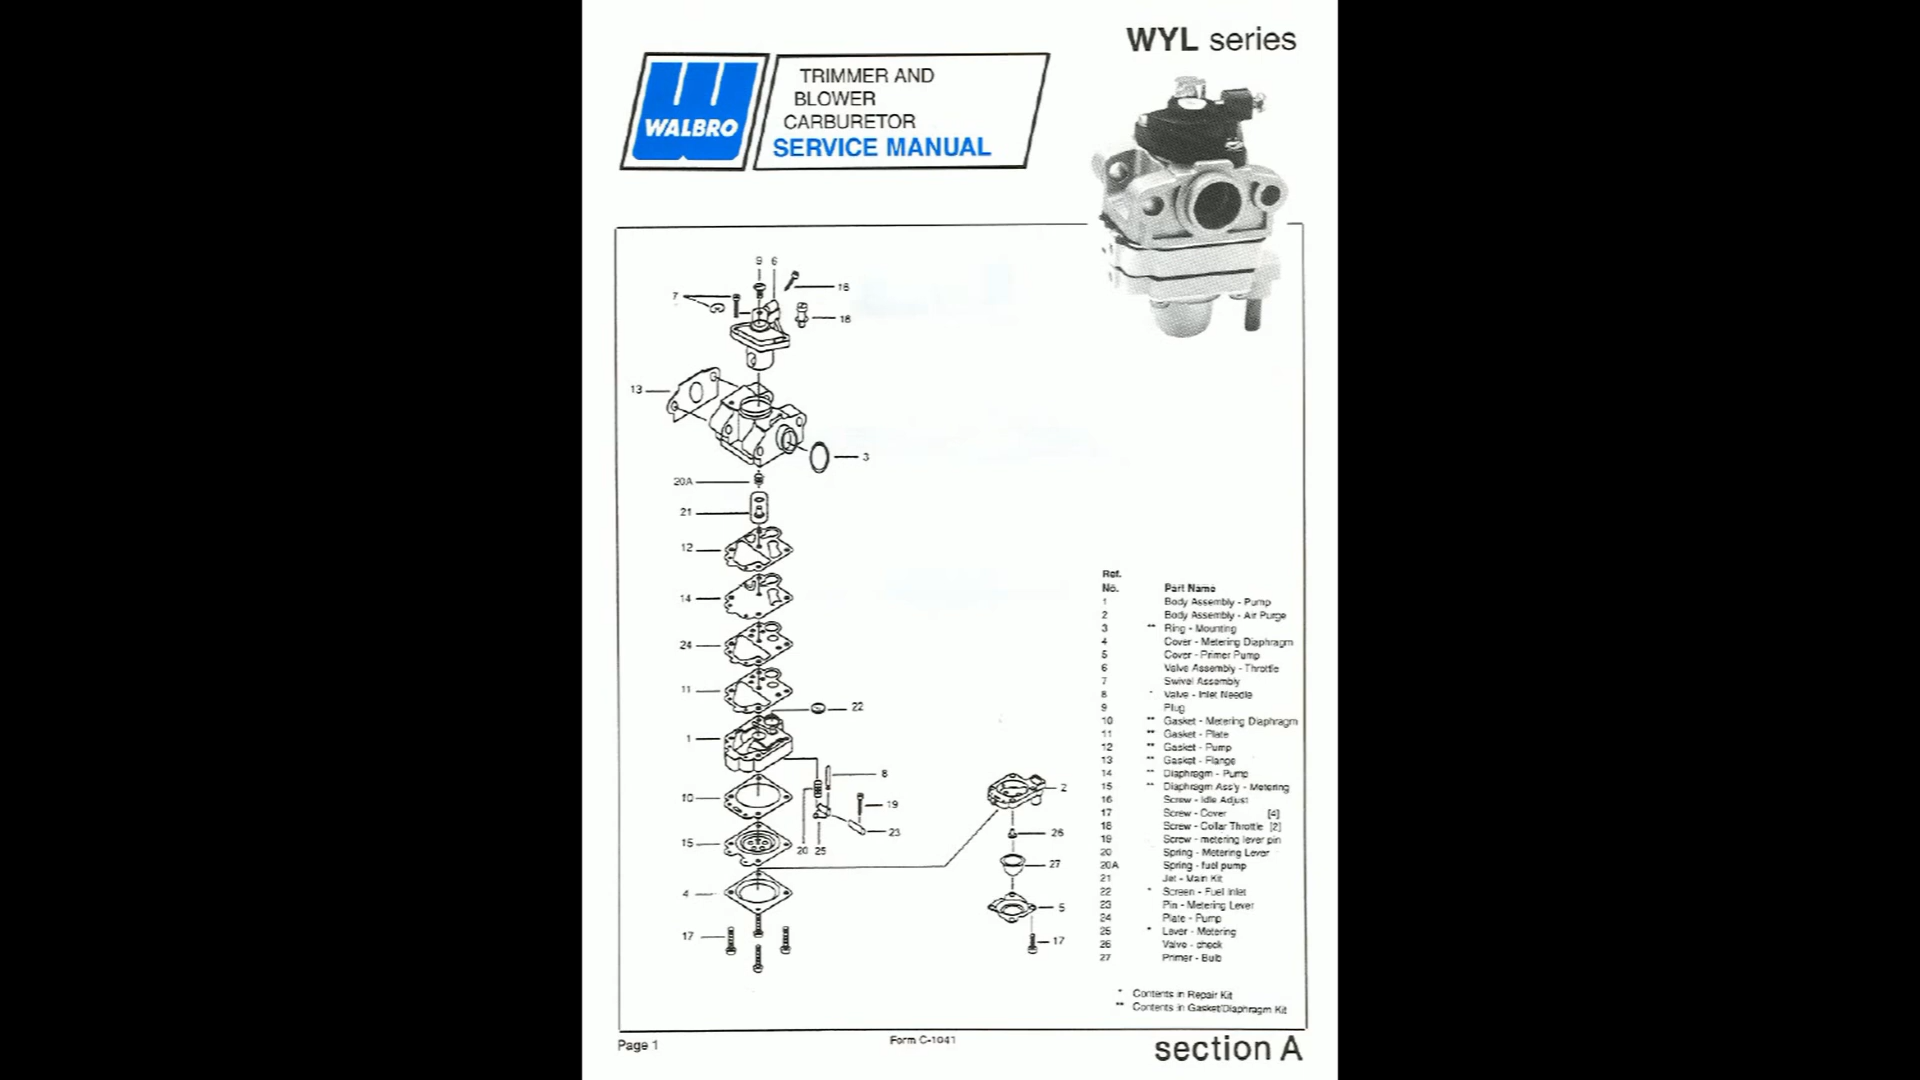 WYL series
WALBRO
TRIMMER AND
BLOWER
CARBURETOR
SERVICE MANUAL
9 6
7
16
18
13
3
20A
21
12
14
24
11
22
1
8
10
19
2
23
26
15
20 25
27
4
5
17
17
Ref.
No. Part Name
1 Body Assembly - Pump
2 Body Assembly - Air Purge
3 ** Ring - Mounting
4 Cover - Metering Diaphragm
5 Cover - Primer Pump
6 Valve Assembly - Throttle
7 Swivel Assembly
8 * Valve - Inlet Needle
9 Plug
10 ** Gasket - Metering Diaphragm
11 ** Gasket - Plate
12 ** Gasket - Pump
13 ** Gasket - Flange
14 ** Diaphragm - Pump
15 ** Diaphragm Ass'y - Metering
16 Screw - Idle Adjust
17 Screw - Cover [4]
18 Screw - Collar Throttle [2]
19 Screw - metering lever pin
20 Spring - Metering Lever
20A Spring - fuel pump
21 Jet - Main Kit
22 * Screen - Fuel Inlet
23 Pin - Metering Lever
24 Plate - Pump
25 * Lever - Metering
26 Valve - check
27 Primer - Bulb
* Contents in Repair Kit
** Contents in Gasket/Diaphragm Kit
Page 1
Form C-1041
section A